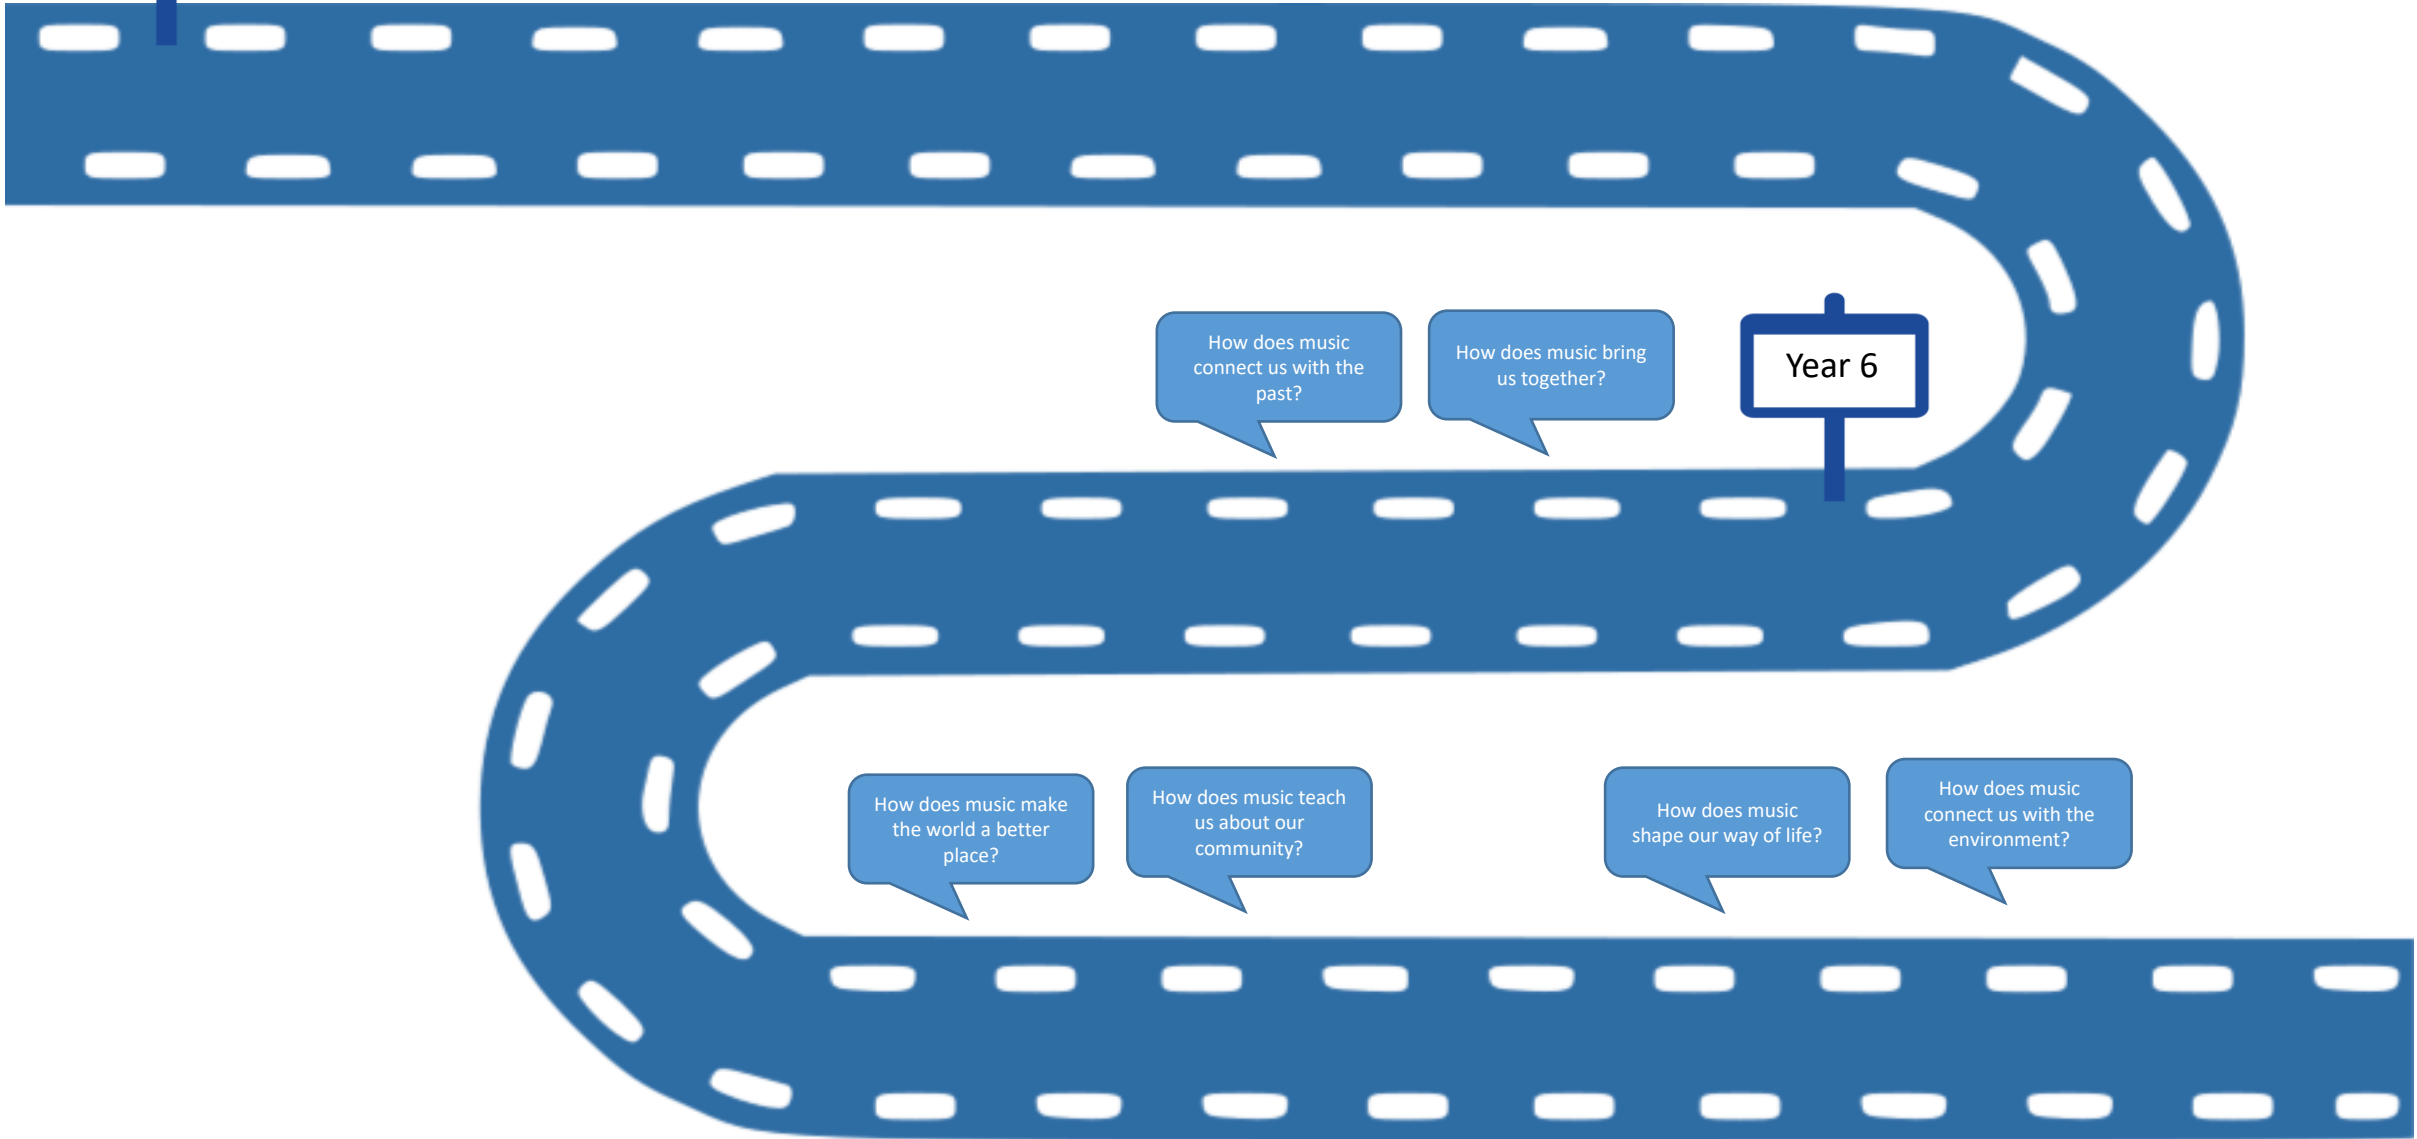 How does music
connect us with the
past?
How does music bring
us together?
Year 6
How does music make
the world a better
place?
How does music teach
us about our
community?
How does music
shape our way of life?
How does music
connect us with the
environment?